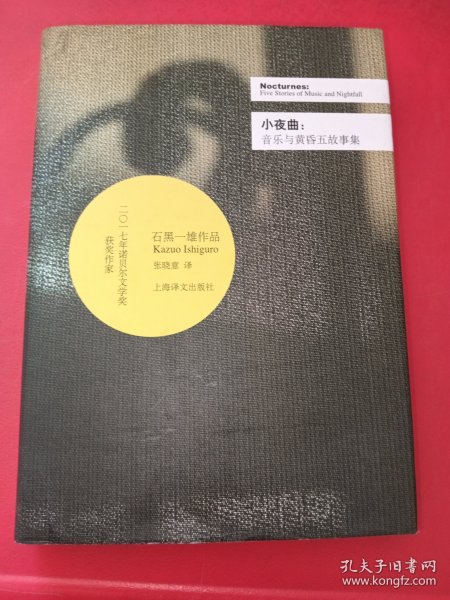 Nocturnes:
Five Stories of Music and Nightfall
小夜曲：
音乐与黄昏五故事集
二〇一七年诺贝尔文学奖
获奖作家
石黑一雄作品
Kazuo Ishiguro
张晓意 译
上海译文出版社
孔夫子旧书网
www.kongfz.com